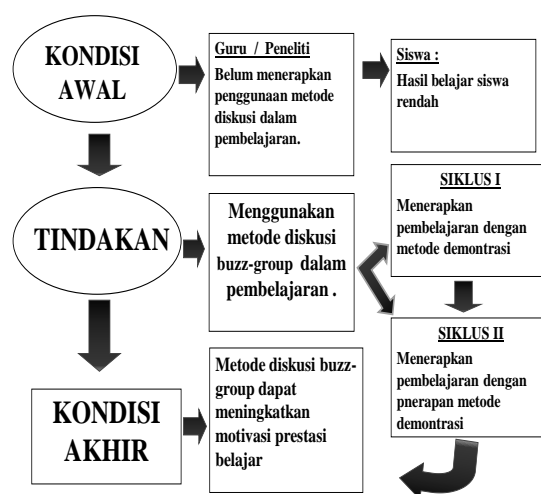 KONDISI
AWAL
Guru / Peneliti
Belum menerapkan
penggunaan metode
diskusi dalam
pembelajaran.
Siswa :
Hasil belajar siswa
rendah
TINDAKAN
Menggunakan
metode diskusi
buzz-group dalam
pembelajaran .
SIKLUS I
Menerapkan
pembelajaran dengan
metode demontrasi
SIKLUS II
Menerapkan
pembelajaran dengan
pnerapan metode
demontrasi
KONDISI
AKHIR
Metode diskusi buzz-
group dapat
meningkatkan
motivasi prestasi
belajar